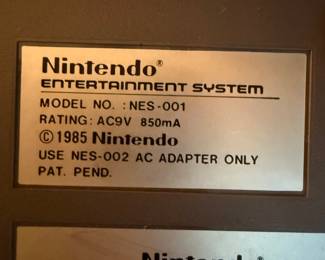 Nintendo®
ENTERTAINMENT SYSTEM
MODEL NO. : NES-001
RATING: AC9V 850mA
©1985 Nintendo
USE NES-002 AC ADAPTER ONLY
PAT. PEND.
Nintendo®